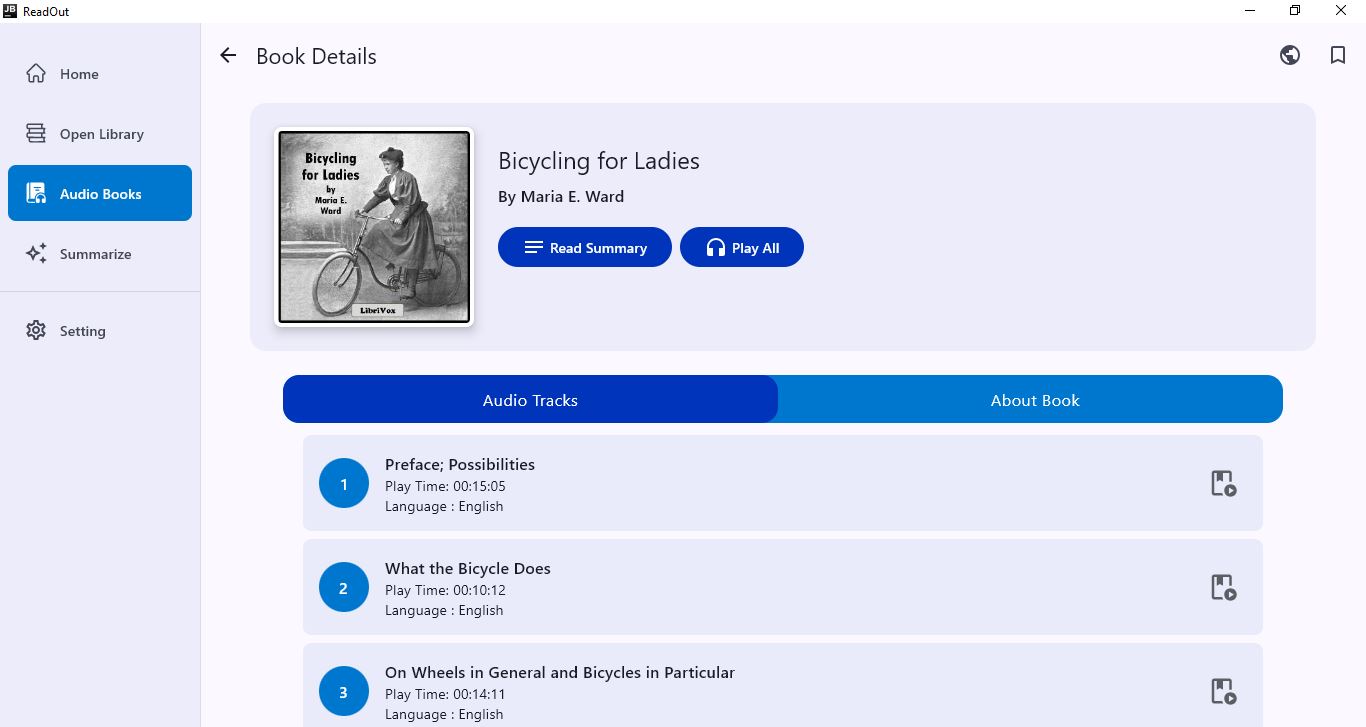 JB
ReadOut
Home
Open Library
Audio Books
Summarize
Setting
Book Details
Bicycling
for Ladies
by
Maria E.
Ward
LibriVox
Bicycling for Ladies
By Maria E. Ward
Read Summary
Play All
Audio Tracks
About Book
1
Preface; Possibilities
Play Time: 00:15:05
Language : English
2
What the Bicycle Does
Play Time: 00:10:12
Language : English
3
On Wheels in General and Bicycles in Particular
Play Time: 00:14:11
Language : English